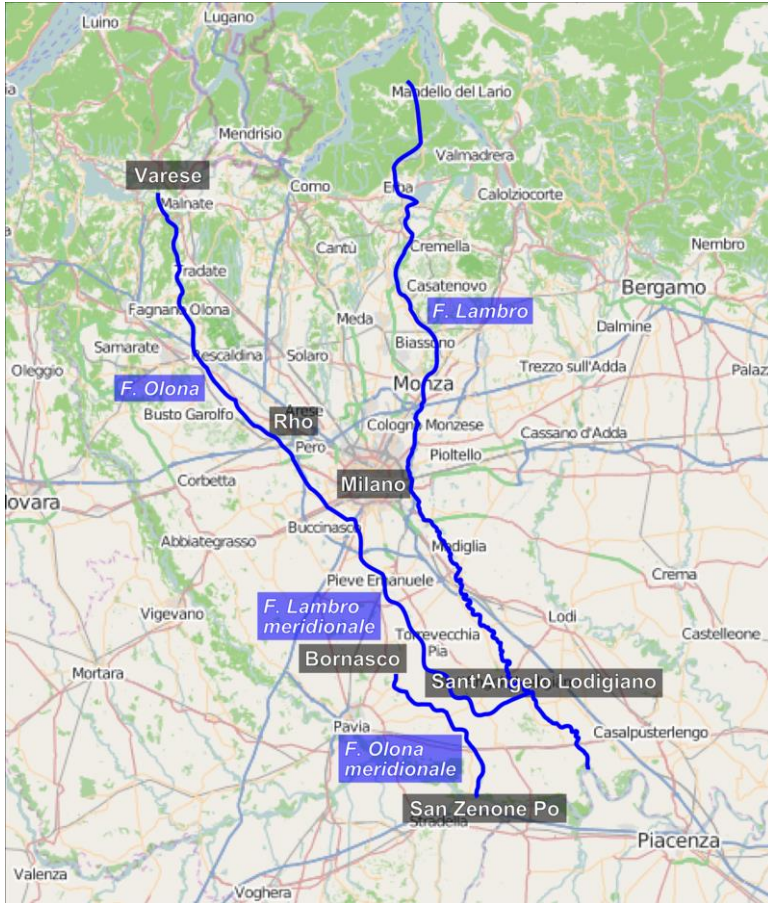 Luino
Lugano
Mandello del Lario
Mendrisio
Valmadrera
Varese
Malnate
Como
Erba
Calolziocorte
Cantù
Cremella
Nembro
Tradate
Casatenovo
Bergamo
Fagnano Olona
F. Lambro
Meda
Dalmine
Samarate
Biassono
Rescaldina
Solaro
Trezzo sull'Adda
Oleggio
Palaz
Monza
F. Olona
Busto Garolfo
Arese
Rho
Cologno Monzese
Cassano d'Adda
Pero
Pioltello
Corbetta
Milano
ovara
Buccinasco
Abbiategrasso
Mediglia
Crema
Pieve Emanuele
F. Lambro
meridionale
Vigevano
Lodi
Torrevecchia
Pia
Castelleone
Bornasco
Mortara
Sant'Angelo Lodigiano
Pavia
Casalpusterlengo
F. Olona
meridionale
San Zenone Po
Stradella
Piacenza
Valenza
Voghera